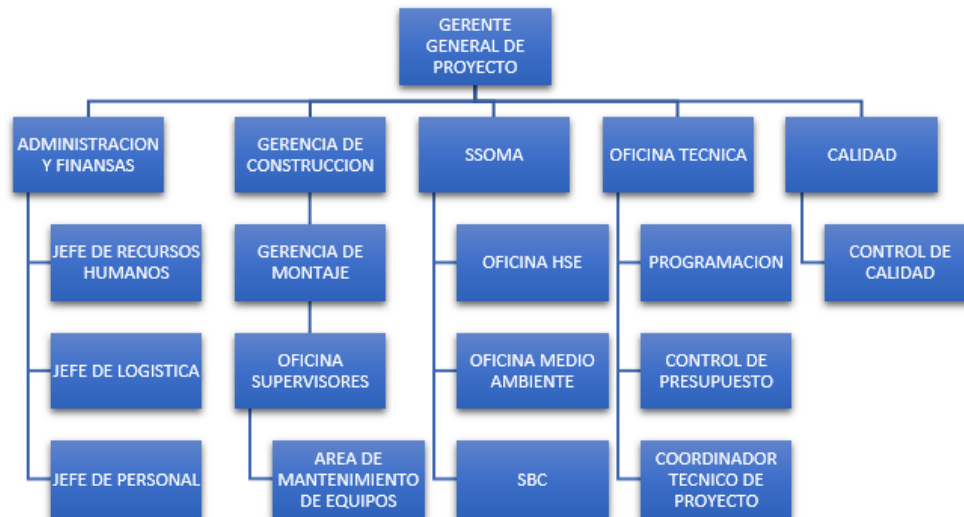 GERENTE
GENERAL DE
PROYECTO
ADMINISTRACION
Y FINANSAS
GERENCIA DE
CONSTRUCCION
SSOMA
OFICINA TECNICA
CALIDAD
JEFE DE RECURSOS
HUMANOS
GERENCIA DE
MONTAJE
OFICINA HSE
PROGRAMACION
CONTROL DE
CALIDAD
JEFE DE LOGISTICA
OFICINA
SUPERVISORES
OFICINA MEDIO
AMBIENTE
CONTROL DE
PRESUPUESTO
JEFE DE PERSONAL
AREA DE
MANTENIMIENTO
DE EQUIPOS
SBC
COORDINADOR
TECNICO DE
PROYECTO